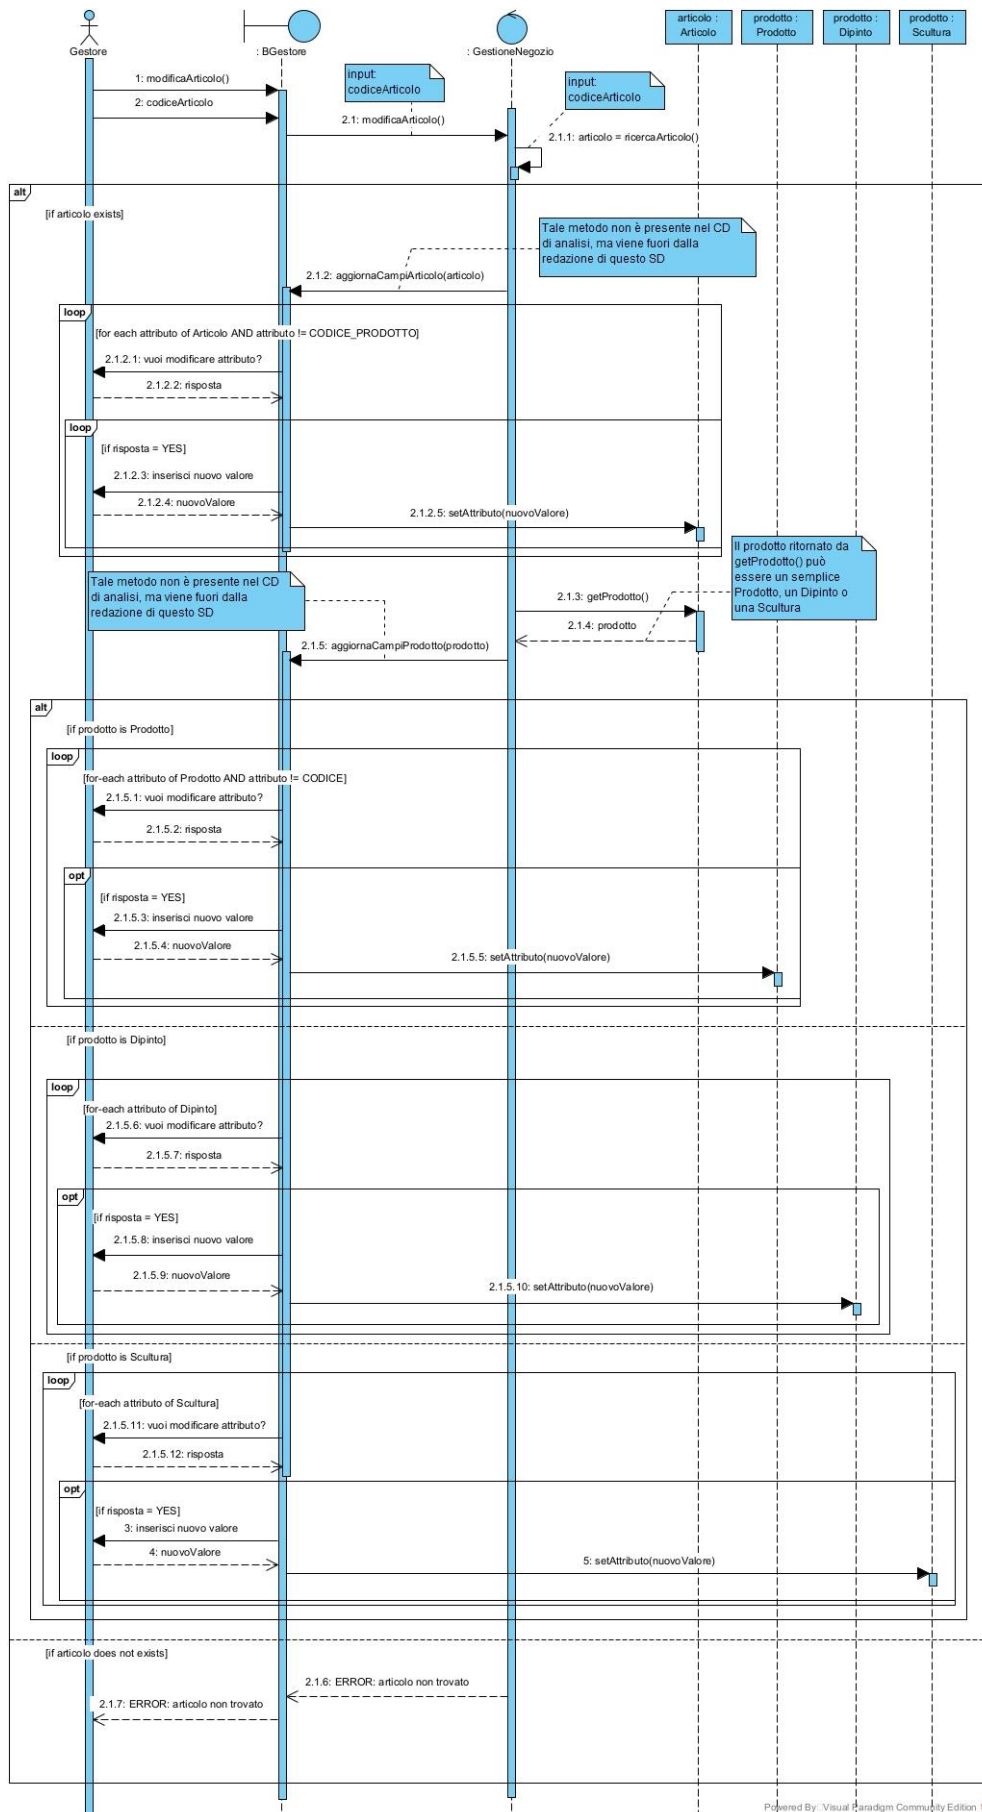 articolo :
Articolo
prodotto :
Prodotto
prodotto :
Dipinto
prodotto :
Scultura
Gestore
: BGestore
: GestioneNegozio
input:
codiceArticolo
input:
codiceArticolo
1: modificaArticolo()
2: codiceArticolo
2.1: modificaArticolo()
2.1.1: articolo = ricercaArticolo()
alt
[if articolo exists]
Tale metodo non è presente nel CD
di analisi, ma viene fuori dalla
redazione di questo SD
2.1.2: aggiornaCampiArticolo(articolo)
loop
[for each attributo of Articolo AND attributo != CODICE_PRODOTTO]
2.1.2.1: vuoi modificare attributo?
2.1.2.2: risposta
loop
[if risposta = YES]
2.1.2.3: inserisci nuovo valore
2.1.2.4: nuovoValore
2.1.2.5: setAttributo(nuovoValore)
Il prodotto ritornato da
getProdotto() può
essere un semplice
Prodotto, un Dipinto o
una Scultura
Tale metodo non è presente nel CD
di analisi, ma viene fuori dalla
redazione di questo SD
2.1.3: getProdotto()
2.1.4: prodotto
2.1.5: aggiornaCampiProdotto(prodotto)
alt
[if prodotto is Prodotto]
loop
[for-each attributo of Prodotto AND attributo != CODICE]
2.1.5.1: vuoi modificare attributo?
2.1.5.2: risposta
opt
[if risposta = YES]
2.1.5.3: inserisci nuovo valore
2.1.5.4: nuovoValore
2.1.5.5: setAttributo(nuovoValore)
[if prodotto is Dipinto]
loop
[for-each attributo of Dipinto]
2.1.5.6: vuoi modificare attributo?
2.1.5.7: risposta
opt
[if risposta = YES]
2.1.5.8: inserisci nuovo valore
2.1.5.9: nuovoValore
2.1.5.10: setAttributo(nuovoValore)
[if prodotto is Scultura]
loop
[for-each attributo of Scultura]
2.1.5.11: vuoi modificare attributo?
2.1.5.12: risposta
opt
[if risposta = YES]
3: inserisci nuovo valore
4: nuovoValore
5: setAttributo(nuovoValore)
[if articolo does not exists]
2.1.6: ERROR: articolo non trovato
2.1.7: ERROR: articolo non trovato
Powered By: Visual Paradigm Community Edition